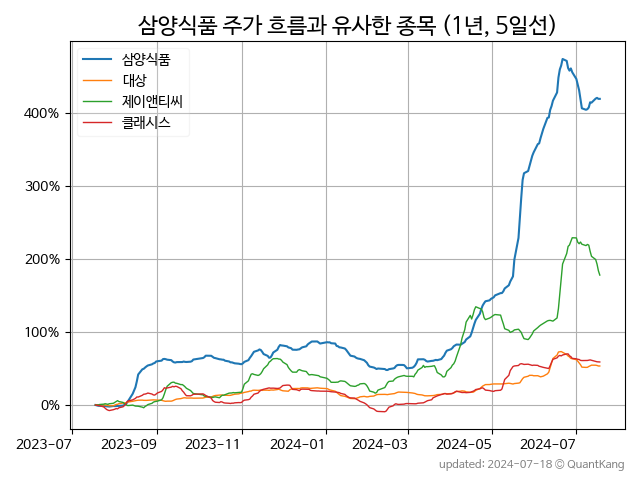 삼양식품 주가 흐름과 유사한 종목 (1년, 5일선)
삼양식품
대상
제이앤티씨
클래시스
400%
300%
200%
100%
0%
2023-07 2023-09 2023-11 2024-01 2024-03 2024-05 2024-07
updated: 2024-07-18 © QuantKang